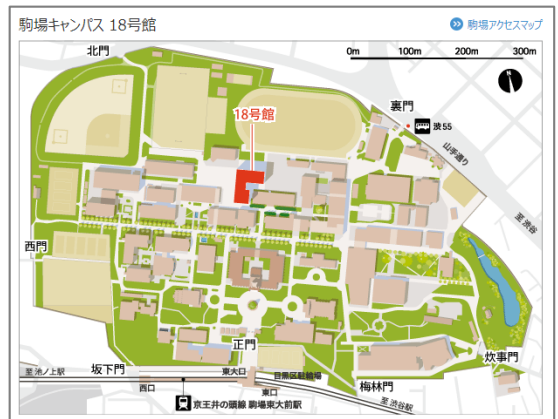 駒場キャンパス 18号館
駒場アクセスマップ
北門
0m 100m 200m 300m
S
裏門
渋55
18号館
山手通り
至 渋谷
西門
正門
炊事門
至 池ノ上駅
坂下門
東大口
目黒区駐輪場
梅林門
西口
東口
京王井の頭線 駒場東大前駅
至 渋谷駅